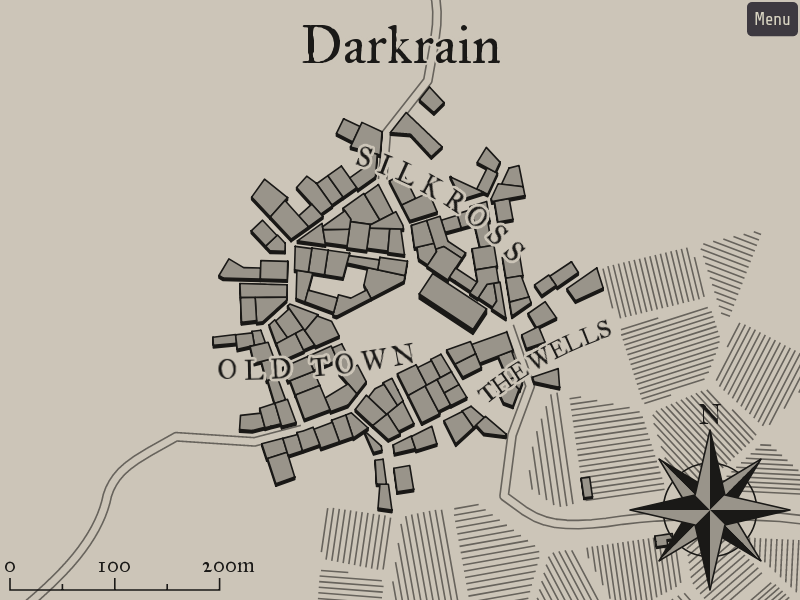 Darkrain
Menu
SILKROSS
OLD TOWN
THE WELLS
N
0 100 200m